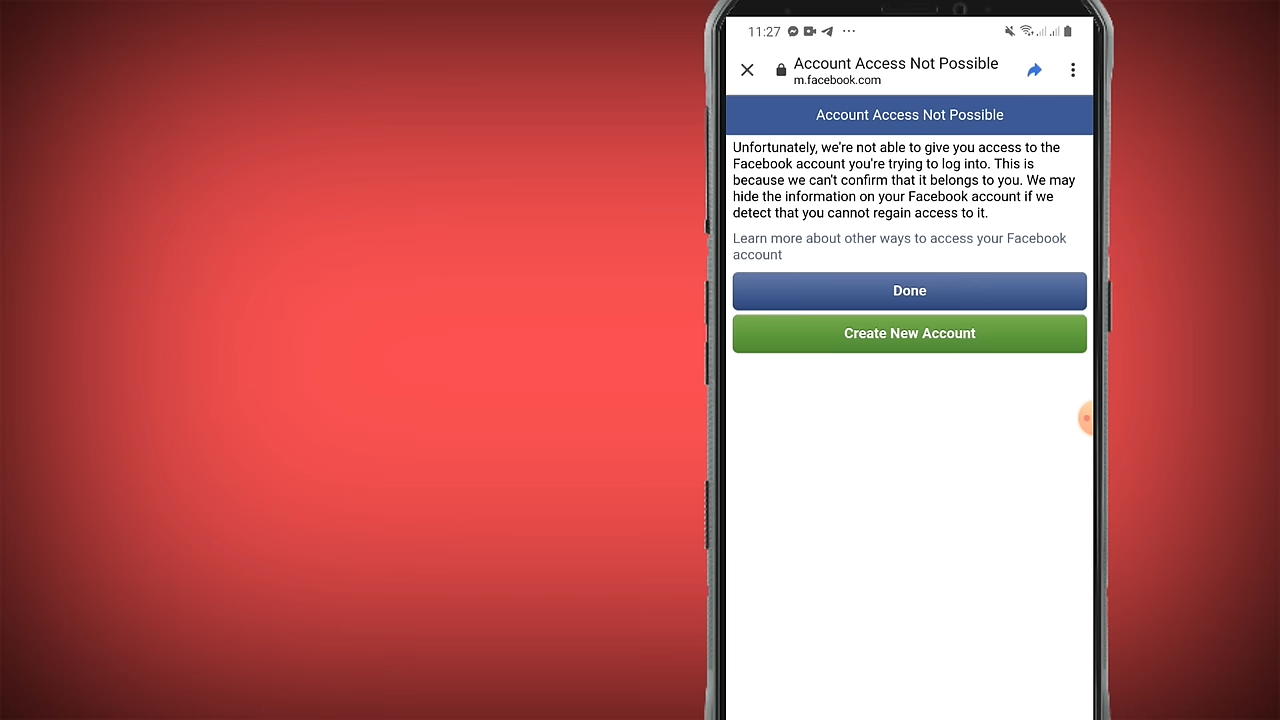 11:27
Account Access Not Possible
m.facebook.com
Account Access Not Possible
Unfortunately, we're not able to give you access to the
Facebook account you're trying to log into. This is
because we can't confirm that it belongs to you. We may
hide the information on your Facebook account if we
detect that you cannot regain access to it.
Learn more about other ways to access your Facebook
account
Done
Create New Account